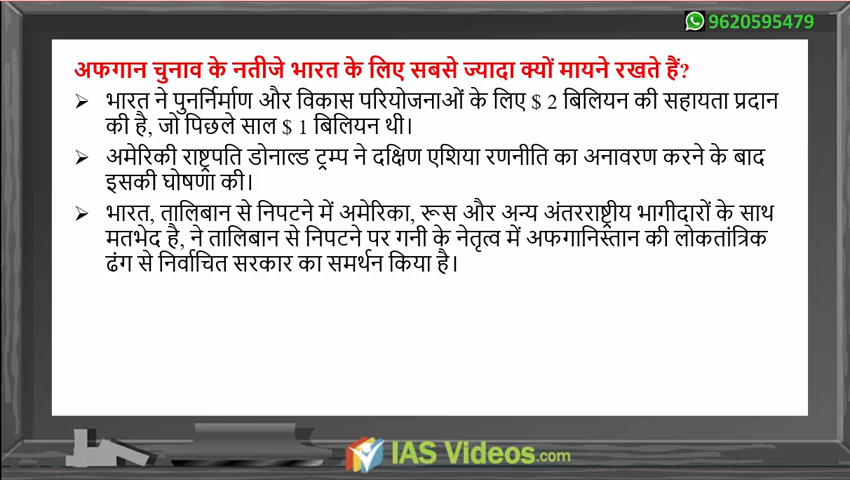 9620595479
अफगान चुनाव के नतीजे भारत के लिए सबसे ज्यादा क्यों मायने रखते हैं?
➢ भारत ने पुनर्निर्माण और विकास परियोजनाओं के लिए $ 2 बिलियन की सहायता प्रदान
की है, जो पिछले साल $ 1 बिलियन थी।
➢ अमेरिकी राष्ट्रपति डोनाल्ड ट्रम्प ने दक्षिण एशिया रणनीति का अनावरण करने के बाद
इसकी घोषणा की।
➢ भारत, तालिबान से निपटने में अमेरिका, रूस और अन्य अंतरराष्ट्रीय भागीदारों के साथ
मतभेद है, ने तालिबान से निपटने पर गनी के नेतृत्व में अफगानिस्तान की लोकतांत्रिक
ढंग से निर्वाचित सरकार का समर्थन किया है।
IAS Videos.com